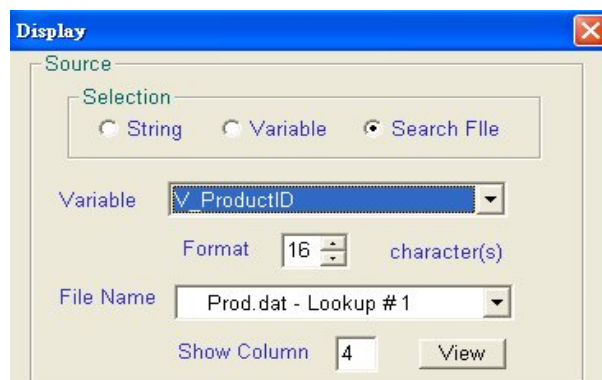 Display
Source
Selection
String Variable Search FIle
Variable V_ProductID
Format 16 character(s)
File Name Prod.dat - Lookup # 1
Show Column 4 View